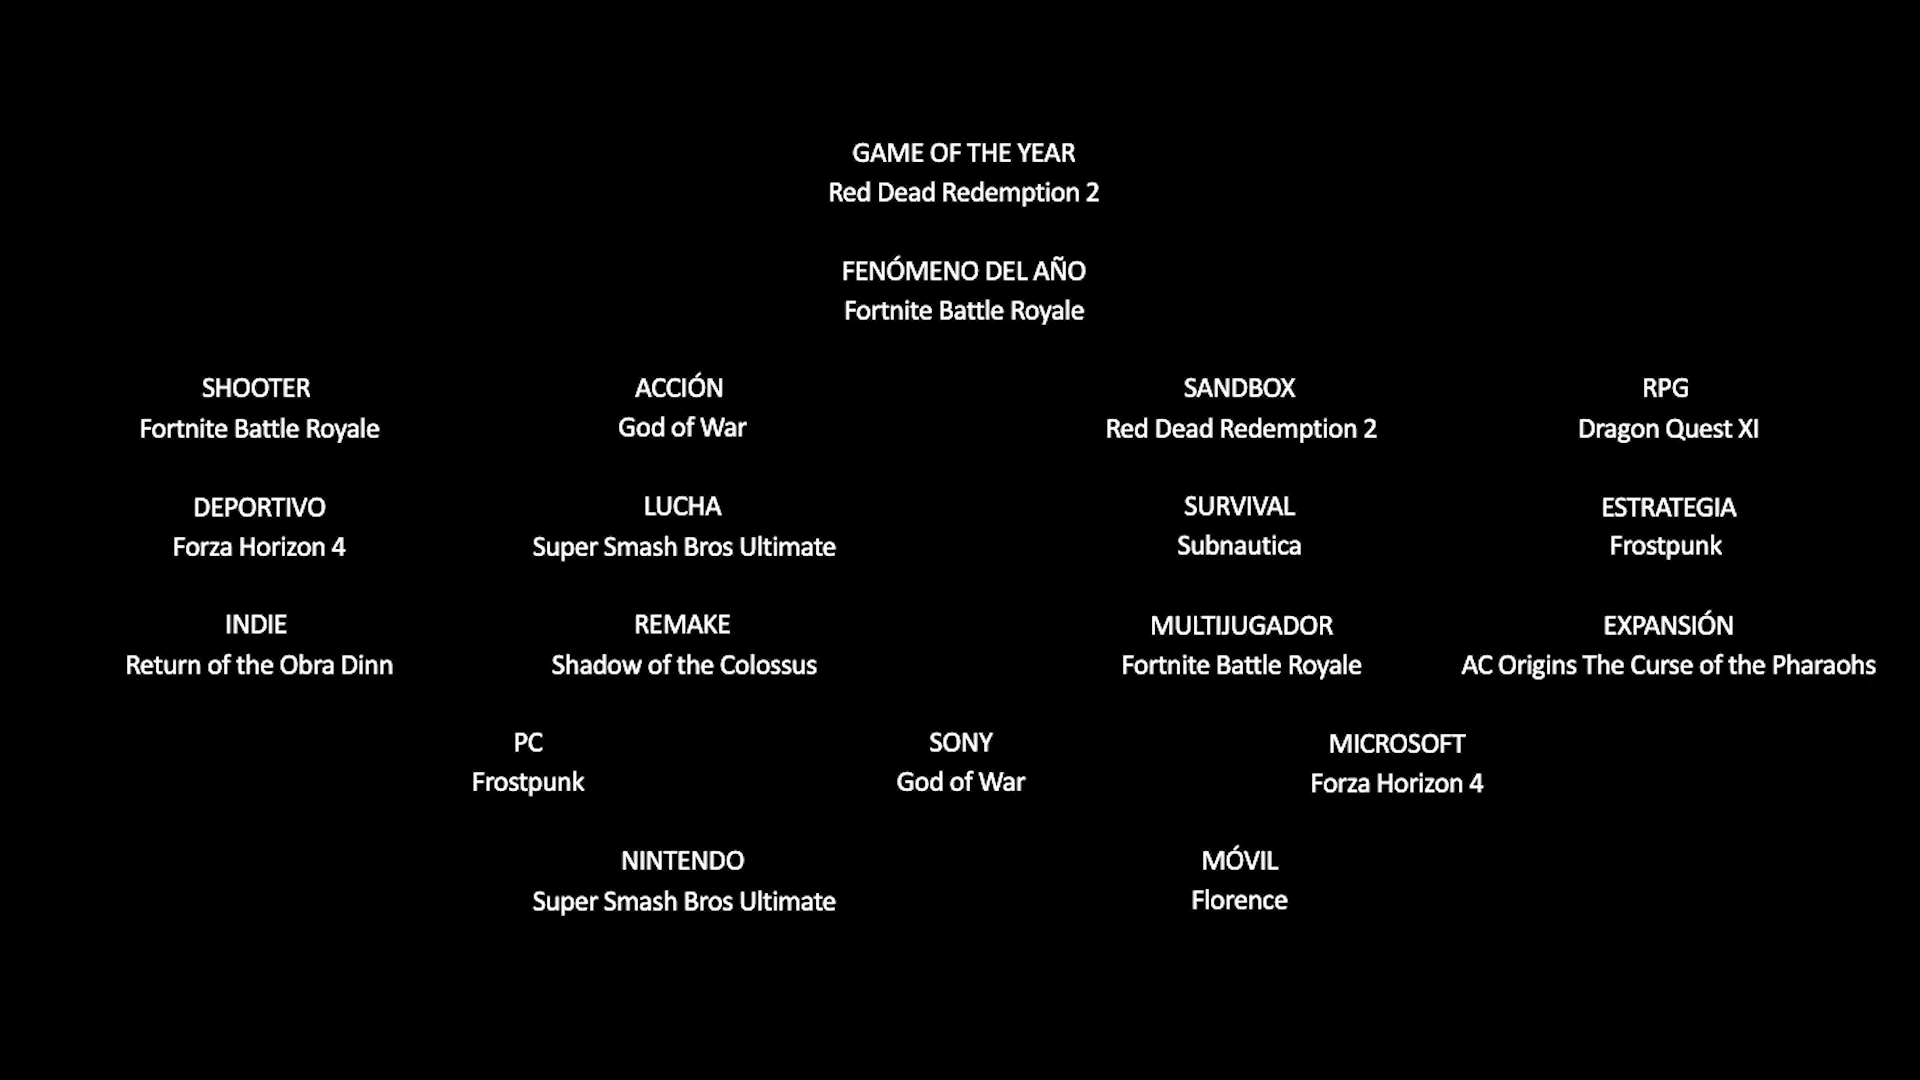 GAME OF THE YEAR
Red Dead Redemption 2
FENÓMENO DEL AÑO
Fortnite Battle Royale
SHOOTER
Fortnite Battle Royale
ACCIÓN
God of War
SANDBOX
Red Dead Redemption 2
RPG
Dragon Quest XI
DEPORTIVO
Forza Horizon 4
LUCHA
Super Smash Bros Ultimate
SURVIVAL
Subnautica
ESTRATEGIA
Frostpunk
INDIE
Return of the Obra Dinn
REMAKE
Shadow of the Colossus
MULTIJUGADOR
Fortnite Battle Royale
EXPANSIÓN
AC Origins The Curse of the Pharaohs
PC
Frostpunk
SONY
God of War
MICROSOFT
Forza Horizon 4
NINTENDO
Super Smash Bros Ultimate
MÓVIL
Florence